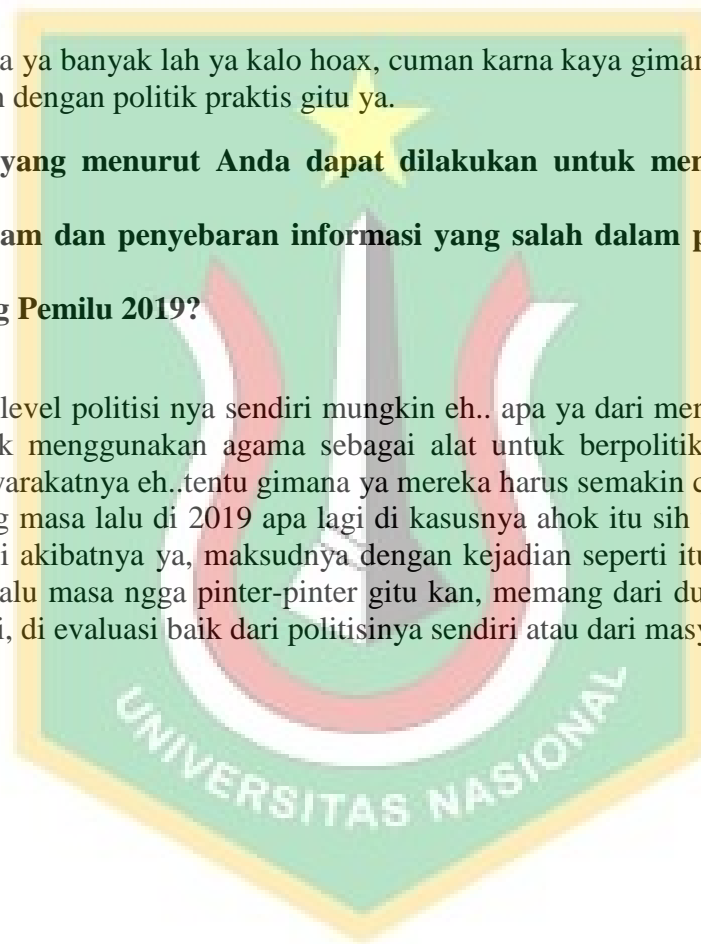 a ya banyak lah ya kalo hoax, cuman karna kaya giman
n dengan politik praktis gitu ya.
yang menurut Anda dapat dilakukan untuk mer
am dan penyebaran informasi yang salah dalam p
g Pemilu 2019?
level politisi nya sendiri mungkin eh.. apa ya dari mer
k menggunakan agama sebagai alat untuk berpolitik
yarakatnya eh..tentu gimana ya mereka harus semakin c
g masa lalu di 2019 apa lagi di kasusnya ahok itu sih
i akibatnya ya, maksudnya dengan kejadian seperti itu
alu masa ngga pinter-pinter gitu kan, memang dari du
i, di evaluasi baik dari politisinya sendiri atau dari masy
UNIVERSITAS NASIONAL